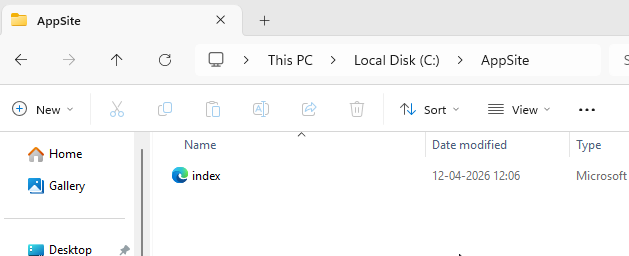 AppSite
This PC
Local Disk (C:)
AppSite
S
New
Sort
View
Name
Date modified
Type
Home
index
12-04-2026 12:06
Microsoft
Gallery
Desktop